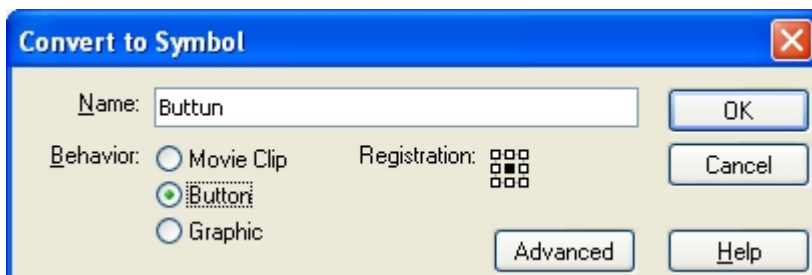 Convert to Symbol
Name: Buttun OK
Behavior: Movie Clip Registration: Cancel
Button
Graphic
Advanced Help